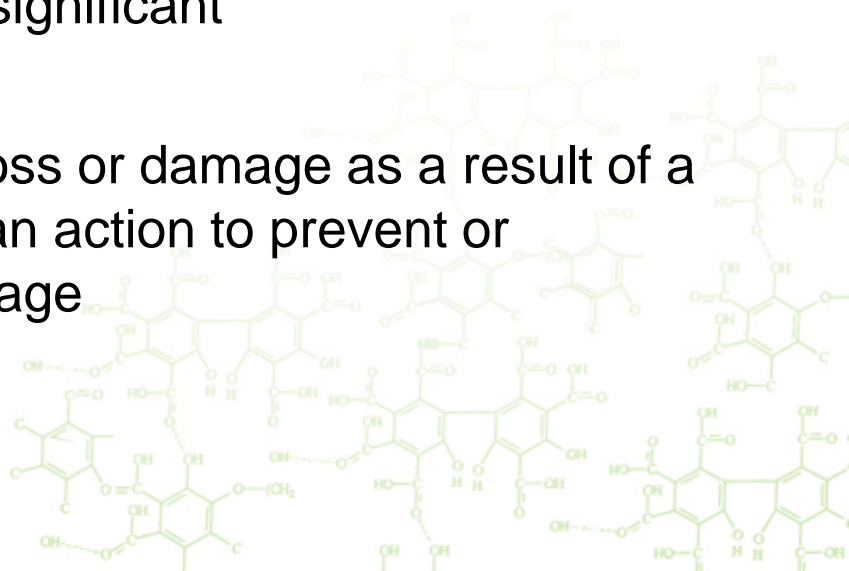 significant
oss or damage as a result of a
an action to prevent or
age